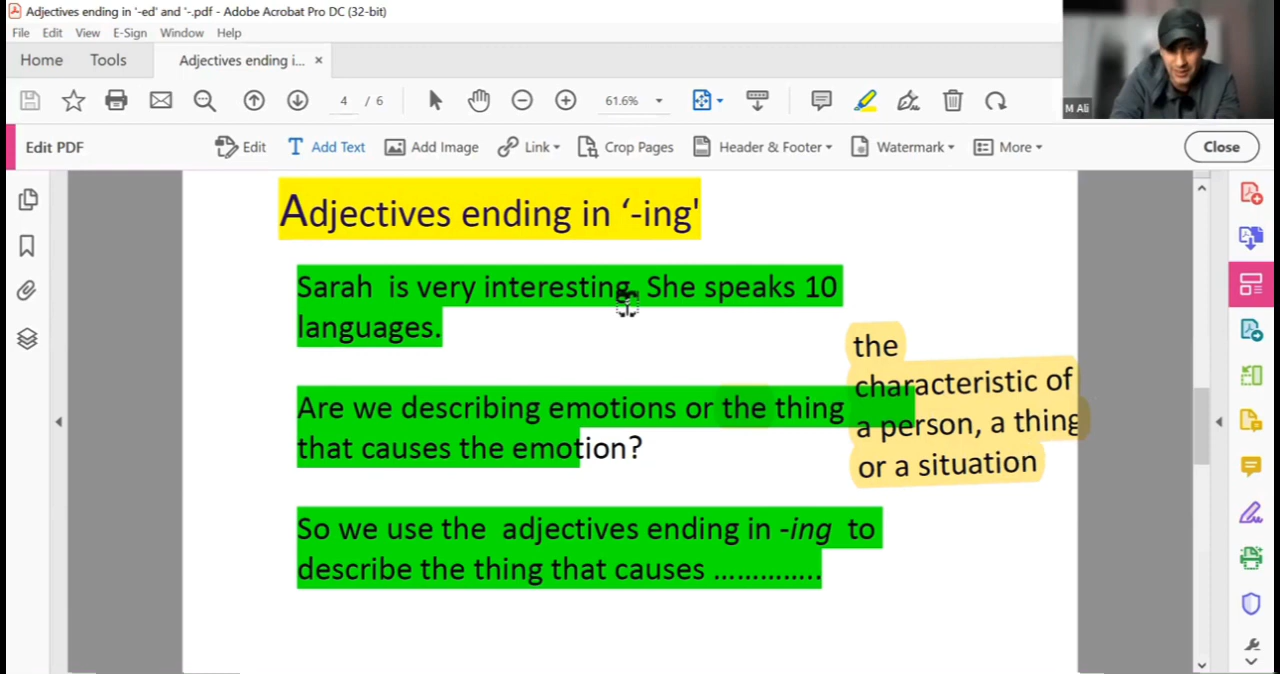 Adjectives ending in '-ed' and '-.pdf - Adobe Acrobat Pro DC (32-bit)
File Edit View E-Sign Window Help
Home Tools Adjectives ending i... ×
4 / 6 61.6%
M Ali
Edit PDF Edit Add Text Add Image Link Crop Pages Header & Footer Watermark More Close
Adjectives ending in ‘-ing'
Sarah is very interesting. She speaks 10
languages.
the
characteristic of
a person, a thing
or a situation
Are we describing emotions or the thing
that causes the emotion?
So we use the adjectives ending in -ing to
describe the thing that causes …………..